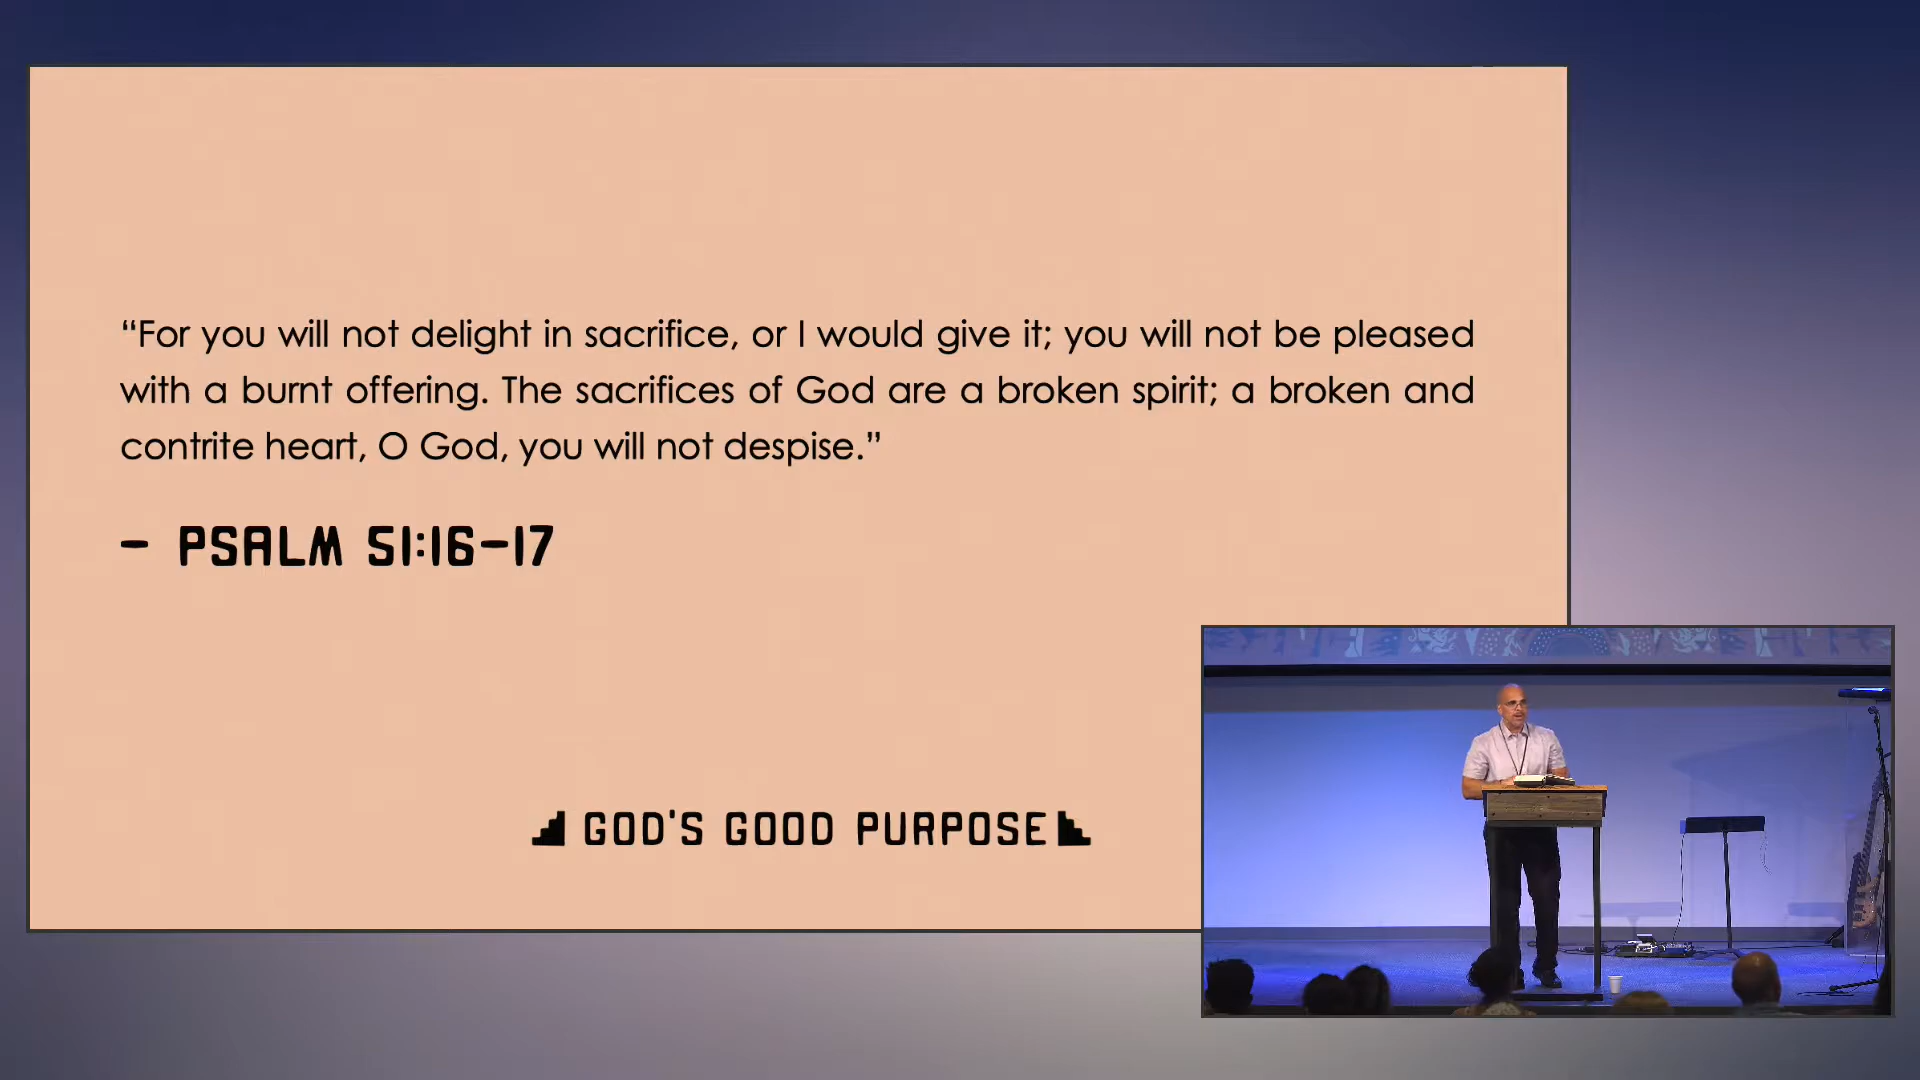 “For you will not delight in sacrifice, or I would give it; you will not be pleased
with a burnt offering. The sacrifices of God are a broken spirit; a broken and
contrite heart, O God, you will not despise.”
- PSALM 51:16-17
GOD'S GOOD PURPOSE